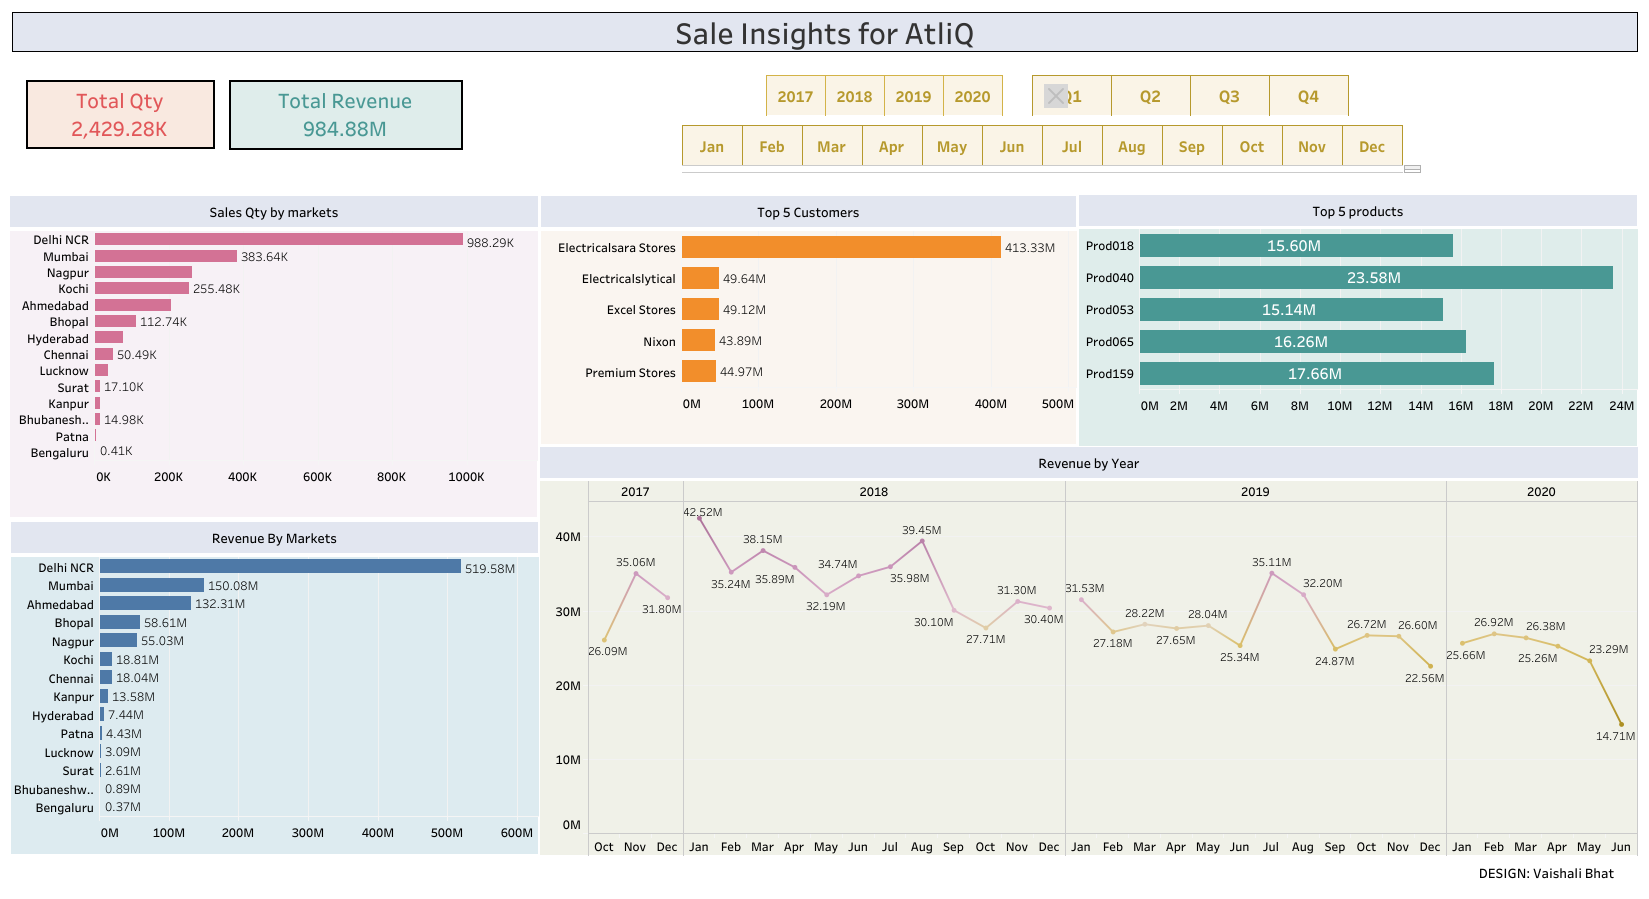 Sale Insights for AtliQ
Total Qty
2,429.28K
Total Revenue
984.88M
2017 2018 2019 2020
Q1 Q2 Q3 Q4
Jan Feb Mar Apr May Jun Jul Aug Sep Oct Nov Dec
Sales Qty by markets
Delhi NCR 988.29K
Mumbai 383.64K
Nagpur
Kochi 255.48K
Ahmedabad
Bhopal 112.74K
Hyderabad
Chennai 50.49K
Lucknow
Surat 17.10K
Kanpur
Bhubanesh.. 14.98K
Patna
Bengaluru 0.41K
0K 200K 400K 600K 800K 1000K
Top 5 Customers
Electricalsara Stores 413.33M
Electricalslytical 49.64M
Excel Stores 49.12M
Nixon 43.89M
Premium Stores 44.97M
0M 100M 200M 300M 400M 500M
Top 5 products
Prod018 15.60M
Prod040 23.58M
Prod053 15.14M
Prod065 16.26M
Prod159 17.66M
0M 2M 4M 6M 8M 10M 12M 14M 16M 18M 20M 22M 24M
Revenue By Markets
Delhi NCR 519.58M
Mumbai 150.08M
Ahmedabad 132.31M
Bhopal 58.61M
Nagpur 55.03M
Kochi 18.81M
Chennai 18.04M
Kanpur 13.58M
Hyderabad 7.44M
Patna 4.43M
Lucknow 3.09M
Surat 2.61M
Bhubaneshw.. 0.89M
Bengaluru 0.37M
0M 100M 200M 300M 400M 500M 600M
Revenue by Year
2017 2018 2019 2020
40M
30M
20M
10M
0M
26.09M 35.06M 31.80M
42.52M 35.24M 38.15M 35.89M 32.19M 34.74M 35.98M 39.45M 30.10M 27.71M 31.30M 30.40M
31.53M 27.18M 28.22M 27.65M 28.04M 25.34M 35.11M 32.20M 24.87M 26.72M 26.60M 22.56M
25.66M 26.92M 26.38M 25.26M 23.29M 14.71M
Oct Nov Dec Jan Feb Mar Apr May Jun Jul Aug Sep Oct Nov Dec Jan Feb Mar Apr May Jun Jul Aug Sep Oct Nov Dec Jan Feb Mar Apr May Jun
DESIGN: Vaishali Bhat